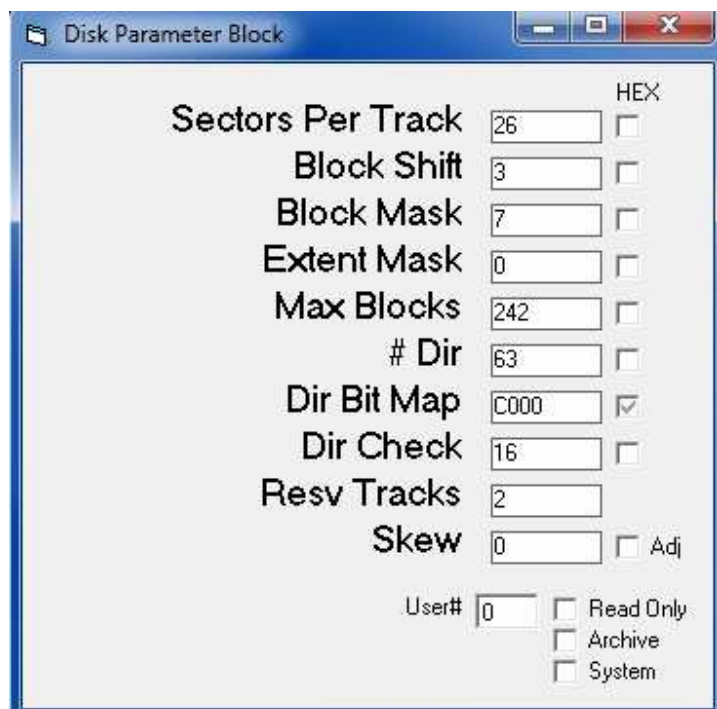 Disk Parameter Block
HEX
Sectors Per Track 26
Block Shift 3
Block Mask 7
Extent Mask 0
Max Blocks 242
# Dir 63
Dir Bit Map C000
Dir Check 16
Resv Tracks 2
Skew 0 Adj
User# 0 Read Only
Archive
System